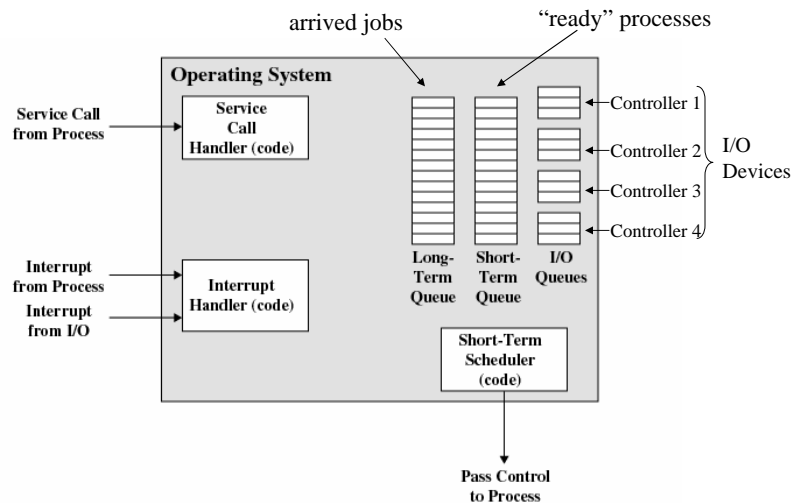 arrived jobs
“ready” processes
Operating System
Service Call
from Process
Service
Call
Handler (code)
Controller 1
Controller 2
Controller 3
Controller 4
I/O
Devices
Long-
Term
Queue
Short-
Term
Queue
I/O
Queues
Interrupt
from Process
Interrupt
from I/O
Interrupt
Handler (code)
Short-Term
Scheduler
(code)
Pass Control
to Process